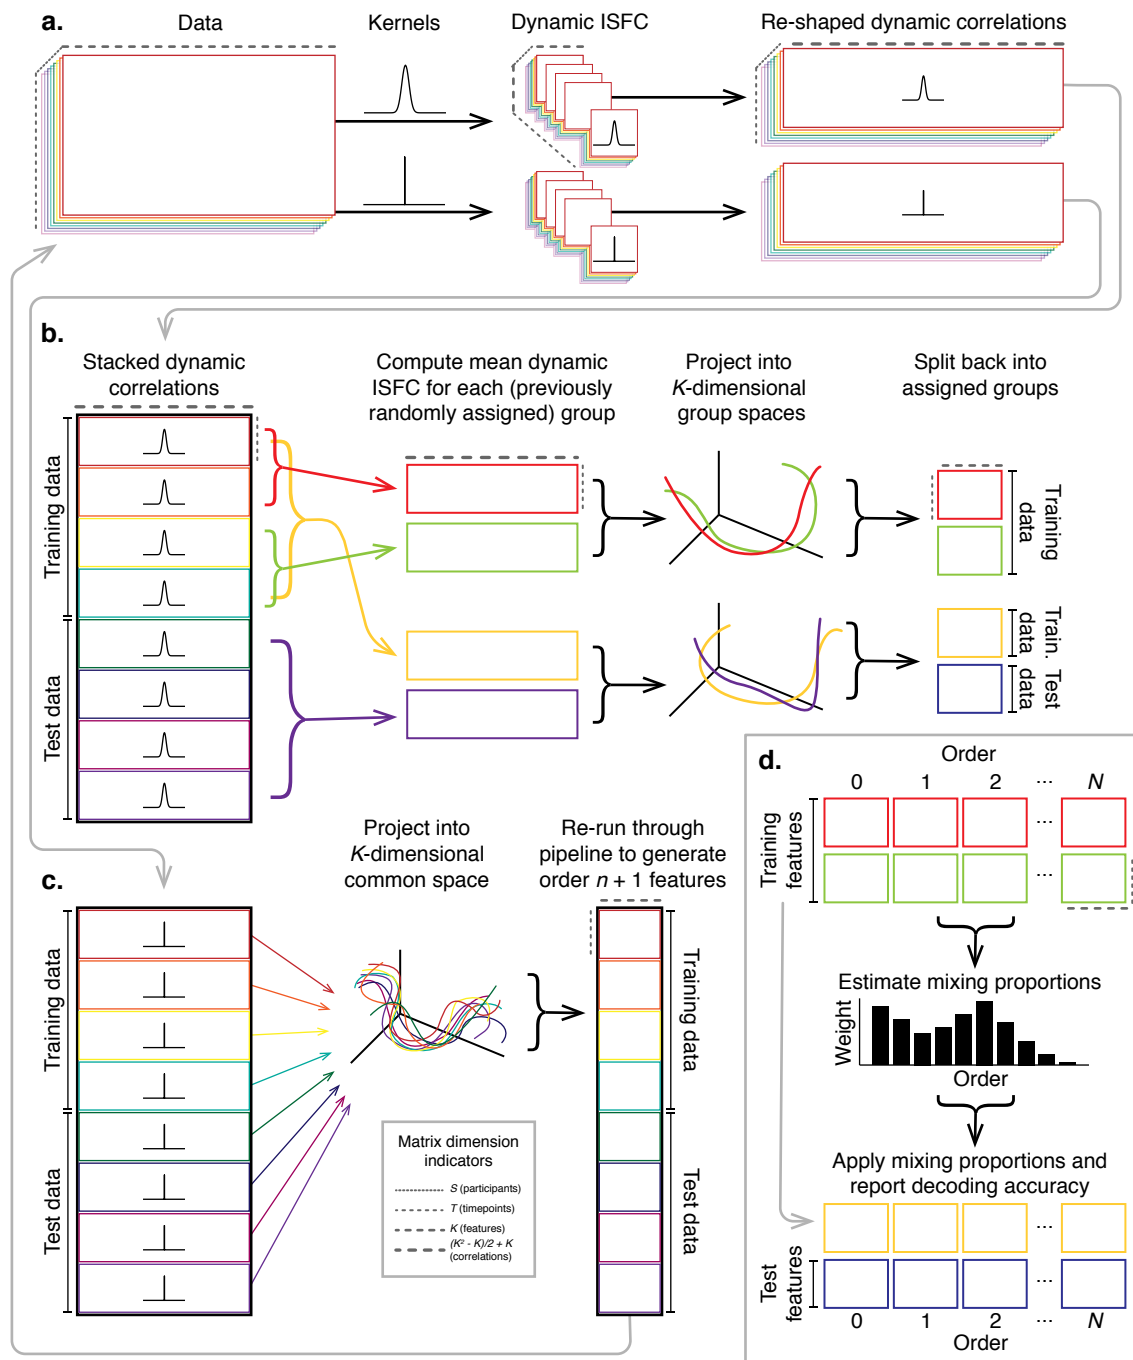 a.
Data
Kernels
Dynamic ISFC
Re-shaped dynamic correlations
b.
Stacked dynamic
correlations
Compute mean dynamic
ISFC for each (previously
randomly assigned) group
Project into
K-dimensional
group spaces
Split back into
assigned groups
Training data
Test data
Training
data
Train.
data
Test
data
c.
Project into
K-dimensional
common space
Re-run through
pipeline to generate
order n + 1 features
Training data
Test data
Training data
Test data
Matrix dimension
indicators
S (participants)
T (timepoints)
K (features)
(K² - K)/2 + K
(correlations)
d.
Order
0 1 2 ... N
Training
features
...
...
Estimate mixing proportions
Weight
Order
Apply mixing proportions and
report decoding accuracy
...
...
Test
features
0 1 2 ... N
Order